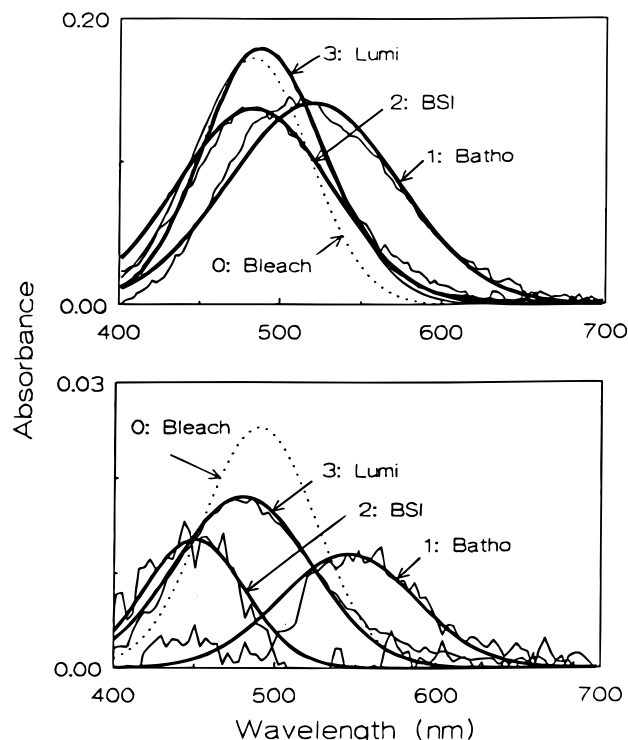 0.20
3: Lumi
2: BSI
1: Batho
0: Bleach
0.00
400 500 600 700
Absorbance
0.03
0: Bleach
3: Lumi
2: BSI
1: Batho
0.00
400 500 600 700
Wavelength (nm)